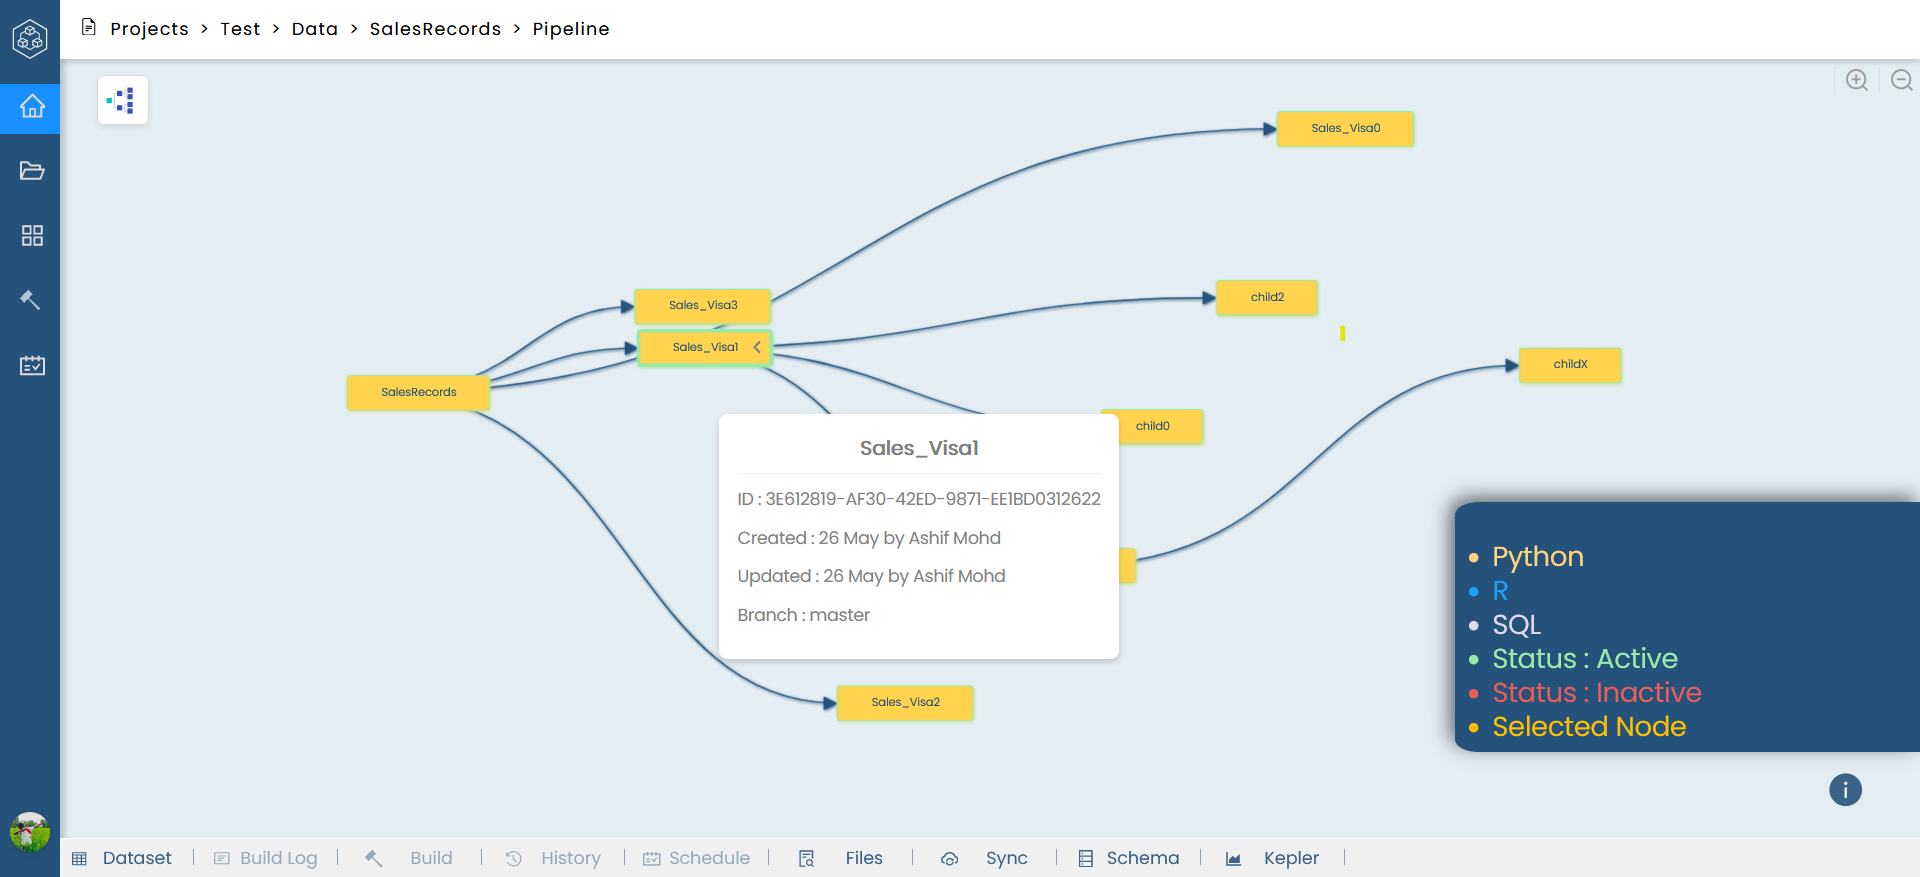 Projects > Test > Data > SalesRecords > Pipeline
Sales_Visa0
child2
Sales_Visa3
Sales_Visa1
childX
SalesRecords
child0
Sales_Visa1
ID : 3E612819-AF30-42ED-9871-EE1BD0312622
Created : 26 May by Ashif Mohd
Updated : 26 May by Ashif Mohd
Branch : master
Sales_Visa2
Python
R
SQL
Status : Active
Status : Inactive
Selected Node
i
Dataset | Build Log | Build | History | Schedule | Files | Sync | Schema | Kepler |